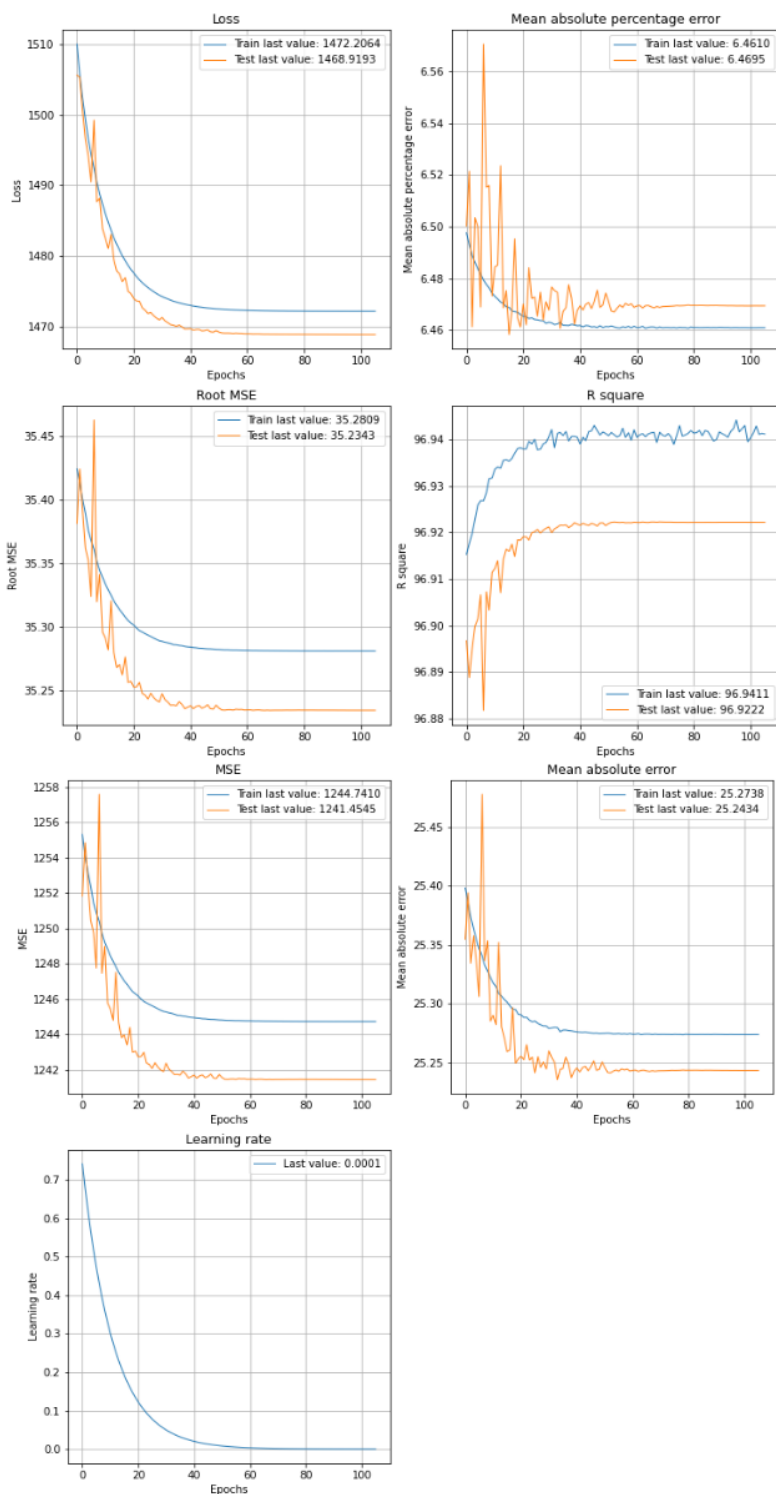 Loss
Train last value: 1472.2064
Test last value: 1468.9193
1510
1500
1490
1480
1470
Loss
0 20 40 60 80 100
Epochs
Mean absolute percentage error
Train last value: 6.4610
Test last value: 6.4695
6.56
6.54
6.52
6.50
6.48
6.46
Mean absolute percentage error
0 20 40 60 80 100
Epochs
Root MSE
Train last value: 35.2809
Test last value: 35.2343
35.45
35.40
35.35
35.30
35.25
Root MSE
0 20 40 60 80 100
Epochs
R square
96.94
96.93
96.92
96.91
96.90
96.89
96.88
R square
Train last value: 96.9411
Test last value: 96.9222
0 20 40 60 80 100
Epochs
MSE
Train last value: 1244.7410
Test last value: 1241.4545
1258
1256
1254
1252
1250
1248
1246
1244
1242
MSE
0 20 40 60 80 100
Epochs
Mean absolute error
Train last value: 25.2738
Test last value: 25.2434
25.45
25.40
25.35
25.30
25.25
Mean absolute error
0 20 40 60 80 100
Epochs
Learning rate
Last value: 0.0001
0.7
0.6
0.5
0.4
0.3
0.2
0.1
0.0
Learning rate
0 20 40 60 80 100
Epochs